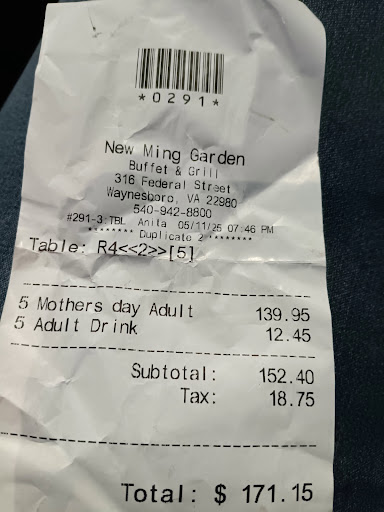 *0291*
New Ming Garden
Buffet & Grill
316 Federal Street
Waynesboro, VA 22980
540-942-8800
#291-3:TBL Anita 05/11/25 07:46 PM
******** Duplicate 2 ********
Table: R4<<2>>[5]
5 Mothers day Adult 139.95
5 Adult Drink 12.45
Subtotal: 152.40
Tax: 18.75
Total: $ 171.15